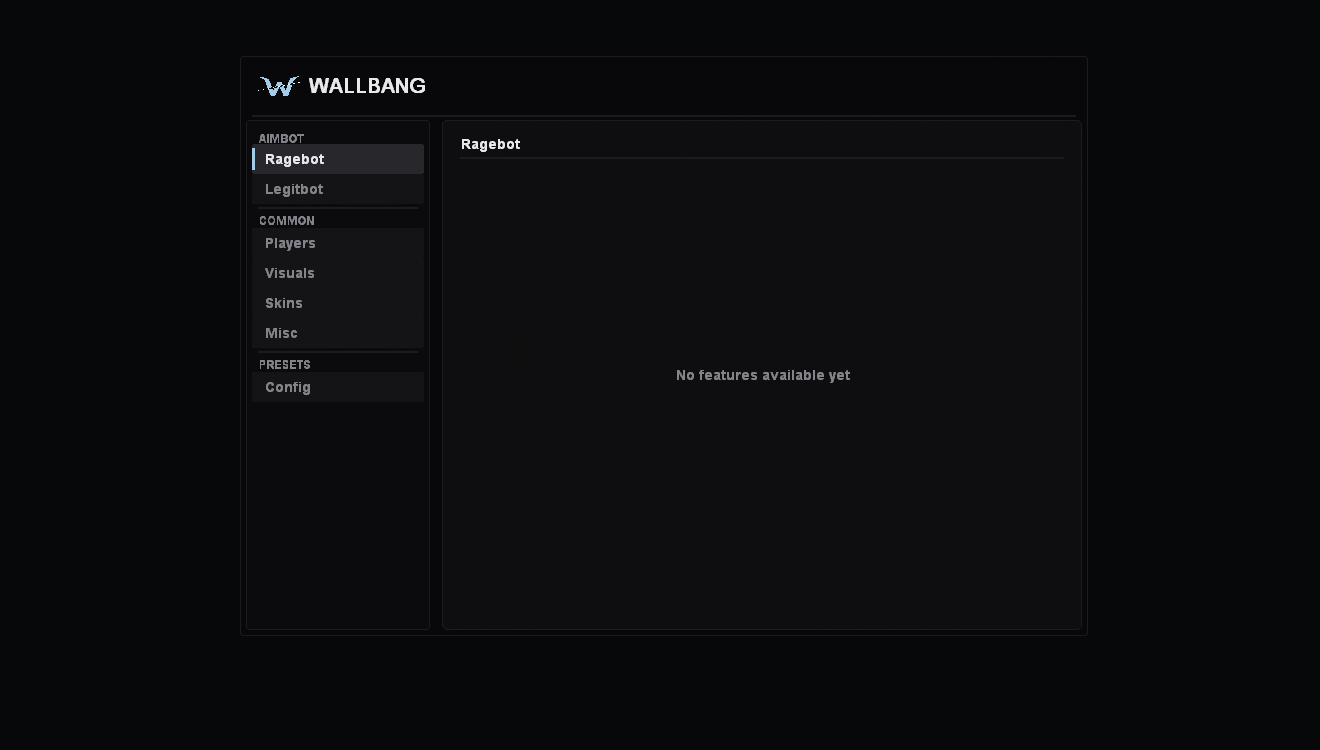 WALLBANG
AIMBOT
Ragebot
Legitbot
COMMON
Players
Visuals
Skins
Misc
PRESETS
Config
Ragebot
No features available yet